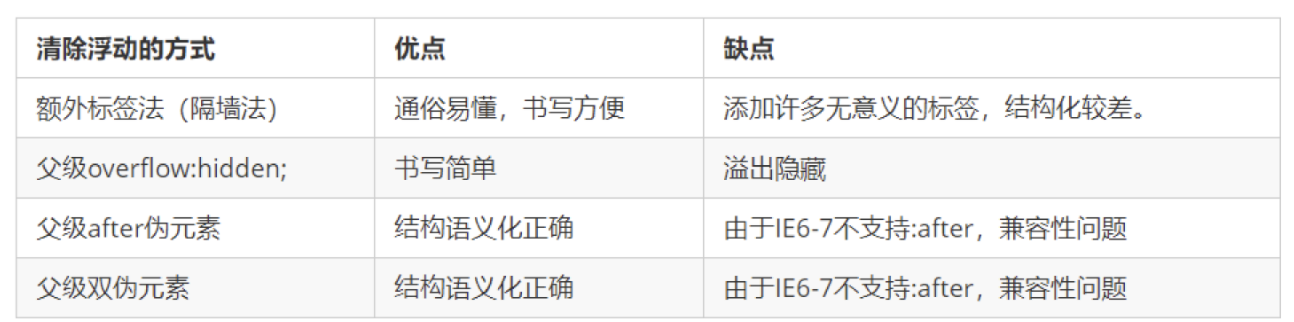 清除浮动的方式 优点 缺点
额外标签法（隔墙法） 通俗易懂，书写方便 添加许多无意义的标签，结构化较差。
父级overflow:hidden; 书写简单 溢出隐藏
父级after伪元素 结构语义化正确 由于IE6-7不支持:after，兼容性问题
父级双伪元素 结构语义化正确 由于IE6-7不支持:after，兼容性问题